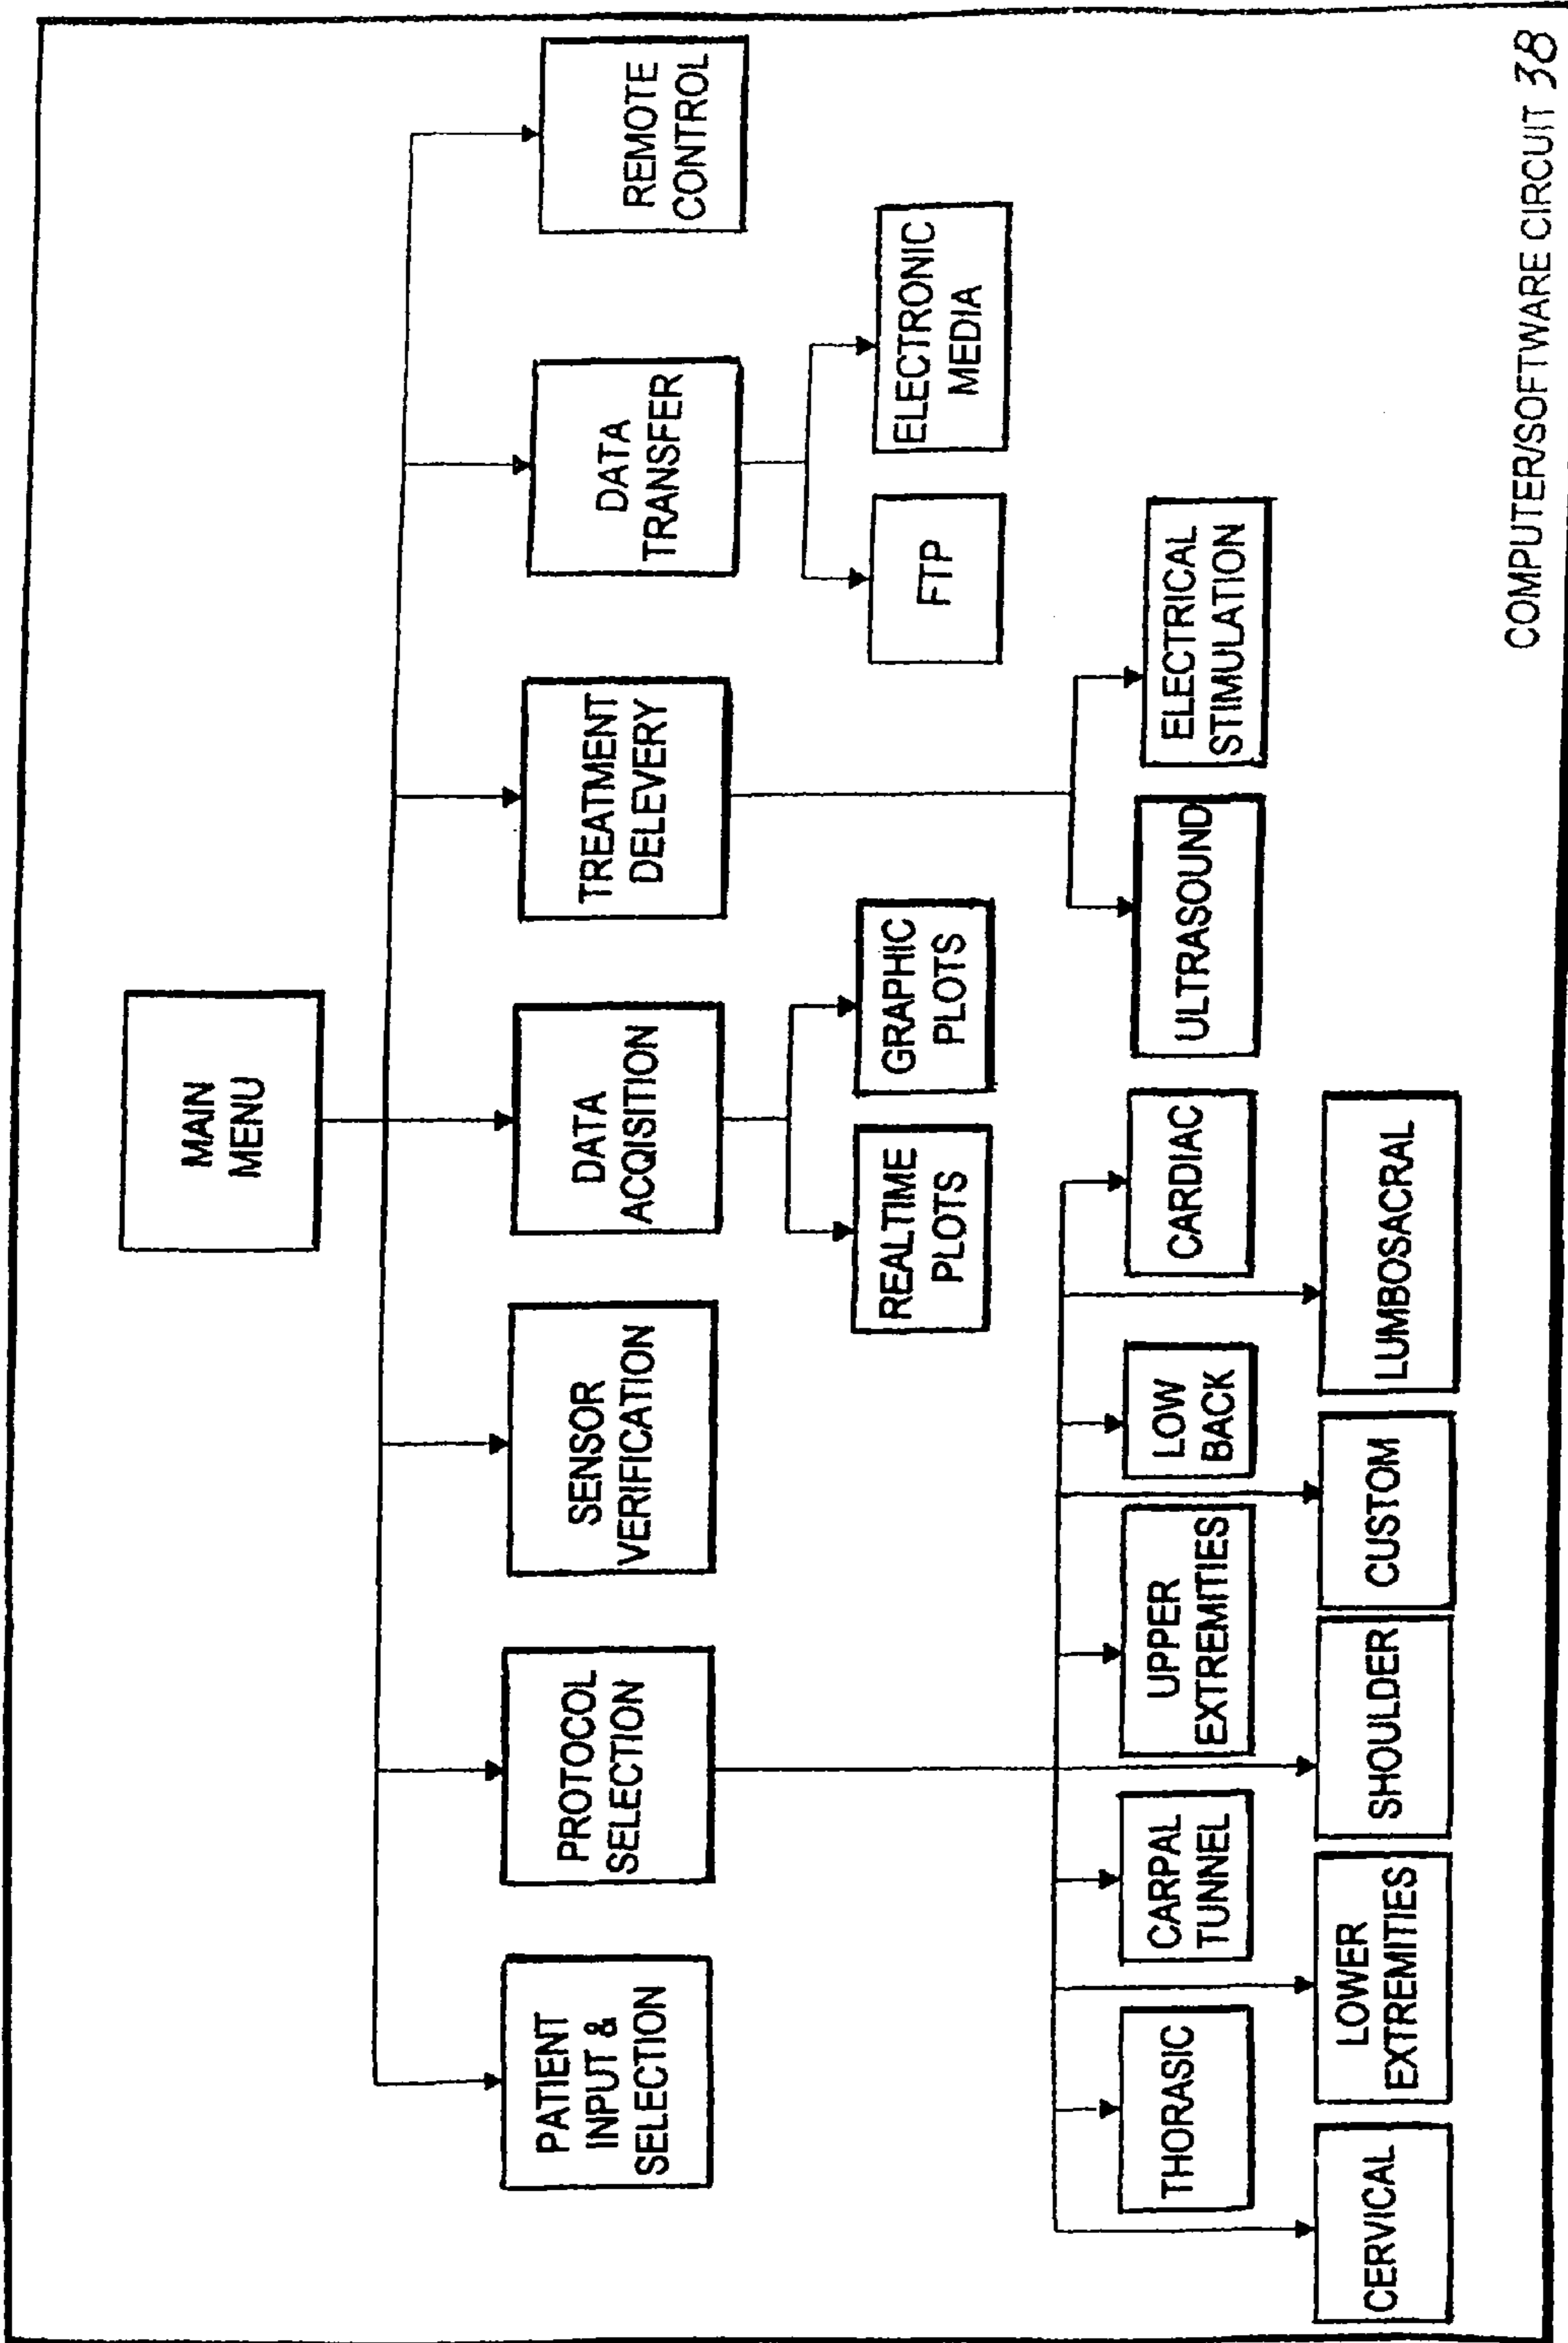 MAIN
MENU
PATIENT
INPUT &
SELECTION
PROTOCOL
SELECTION
SENSOR
VERIFICATION
DATA
ACQISITION
TREATMENT
DELEVERY
DATA
TRANSFER
REMOTE
CONTROL
REALTIME
PLOTS
GRAPHIC
PLOTS
FTP
ELECTRONIC
MEDIA
THORASIC
CARPAL
TUNNEL
UPPER
EXTREMITIES
LOW
BACK
CARDIAC
ULTRASOUND
ELECTRICAL
STIMULATION
CERVICAL
LOWER
EXTREMITIES
SHOULDER
CUSTOM
LUMBOSACRAL
COMPUTER/SOFTWARE CIRCUIT 38